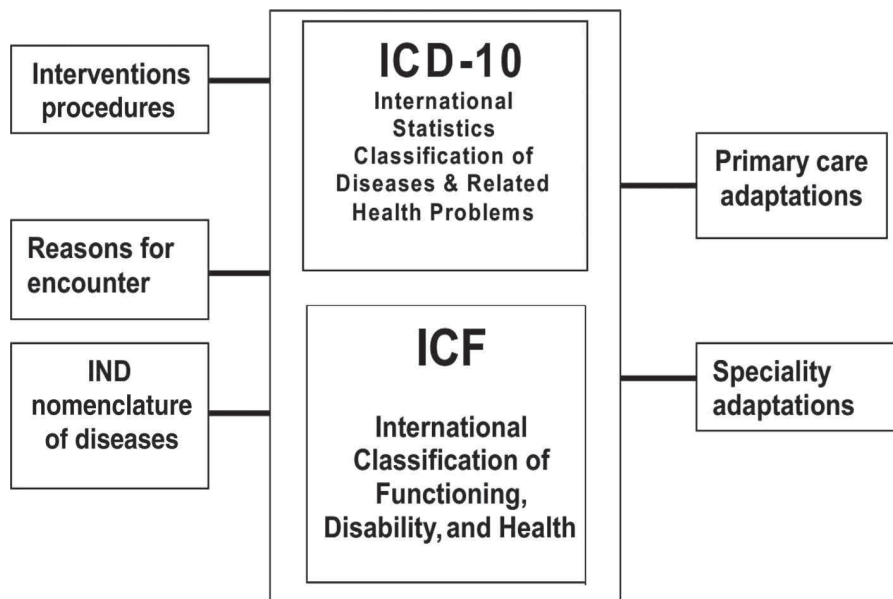 Interventions
procedures
Reasons for
encounter
IND
nomenclature
of diseases
ICD-10
International
Statistics
Classification of
Diseases & Related
Health Problems
ICF
International
Classification of
Functioning,
Disability, and Health
Primary care
adaptations
Speciality
adaptations